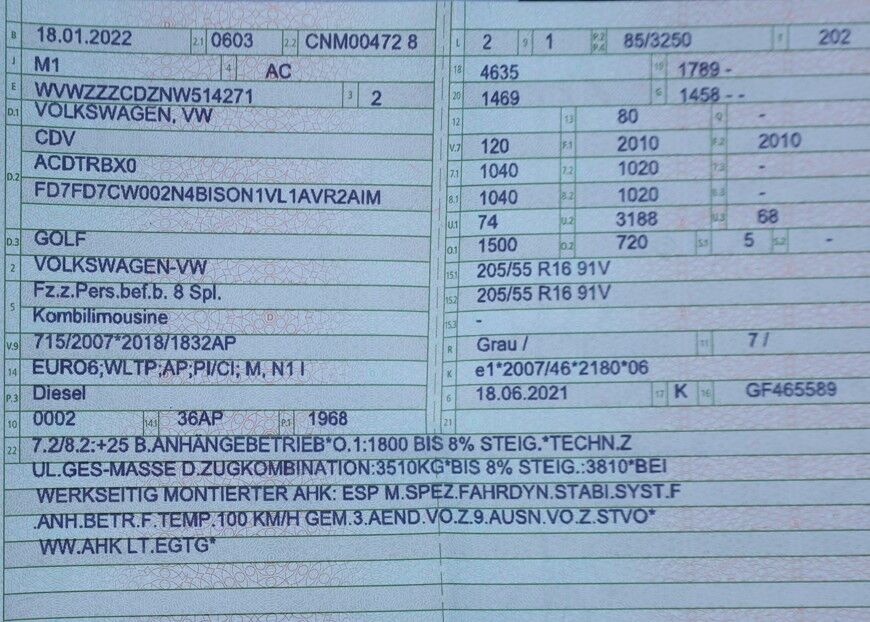 B 18.01.2022 2.1 0603 2.2 CNM00472 8
J M1 4 AC
E WVWZZZCDZNW514271 3 2
D.1 VOLKSWAGEN, VW
CDV
D.2 ACDTRBX0
FD7FD7CW002N4BISON1VL1AVR2AIM
D.3 GOLF
2 VOLKSWAGEN-VW
5 Fz.z.Pers.bef.b. 8 Spl.
Kombilimousine
V.9 715/2007*2018/1832AP
14 EURO6;WLTP;AP;PI/CI; M, N1 I
P.3 Diesel
10 0002 14.1 36AP P.1 1968
L 2 9 1 P.2 P.4 85/3250 T 202
18 4635 19 1789 -
20 1469 G 1458 - -
12 13 80 Q -
V.7 120 F.1 2010 F.2 2010
7.1 1040 7.2 1020 7.3 -
8.1 1040 8.2 1020 8.3 -
U.1 74 U.2 3188 U.3 68
O.1 1500 O.2 720 S.1 5 S.2 -
15.1 205/55 R16 91V
15.2 205/55 R16 91V
15.3 -
R Grau / 11 7 /
K e1*2007/46*2180*06
6 18.06.2021 17 K 16 GF465589
21
22 7.2/8.2:+25 B.ANHÄNGEBETRIEB*O.1:1800 BIS 8% STEIG.*TECHN.Z
UL.GES-MASSE D.ZUGKOMBINATION:3510KG*BIS 8% STEIG.:3810*BEI
WERKSEITIG MONTIERTER AHK: ESP M.SPEZ.FAHRDYN.STABI.SYST.F
.ANH.BETR.F.TEMP.100 KM/H GEM.3.AEND.VO.Z.9.AUSN.VO.Z.STVO*
WW.AHK LT.EGTG*